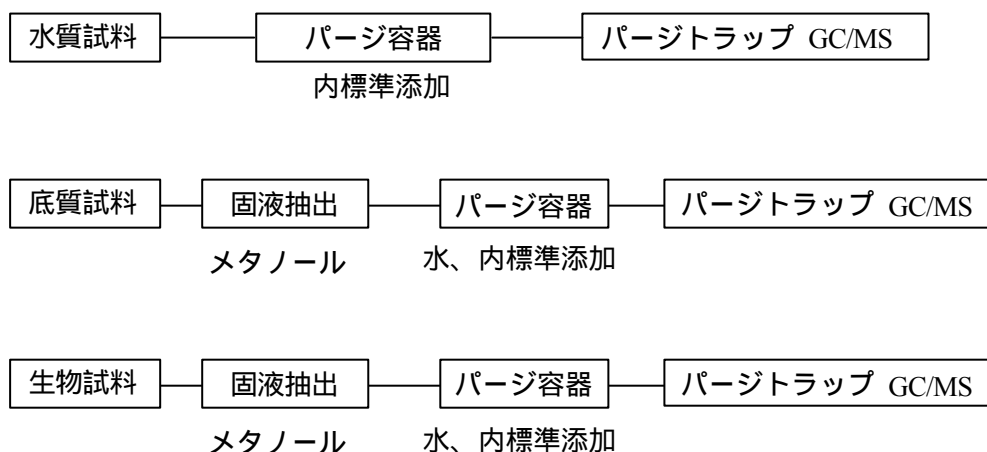 水質試料 パージ容器 パージトラップ GC/MS
内標準添加
底質試料 固液抽出 パージ容器 パージトラップ GC/MS
メタノール 水、内標準添加
生物試料 固液抽出 パージ容器 パージトラップ GC/MS
メタノール 水、内標準添加